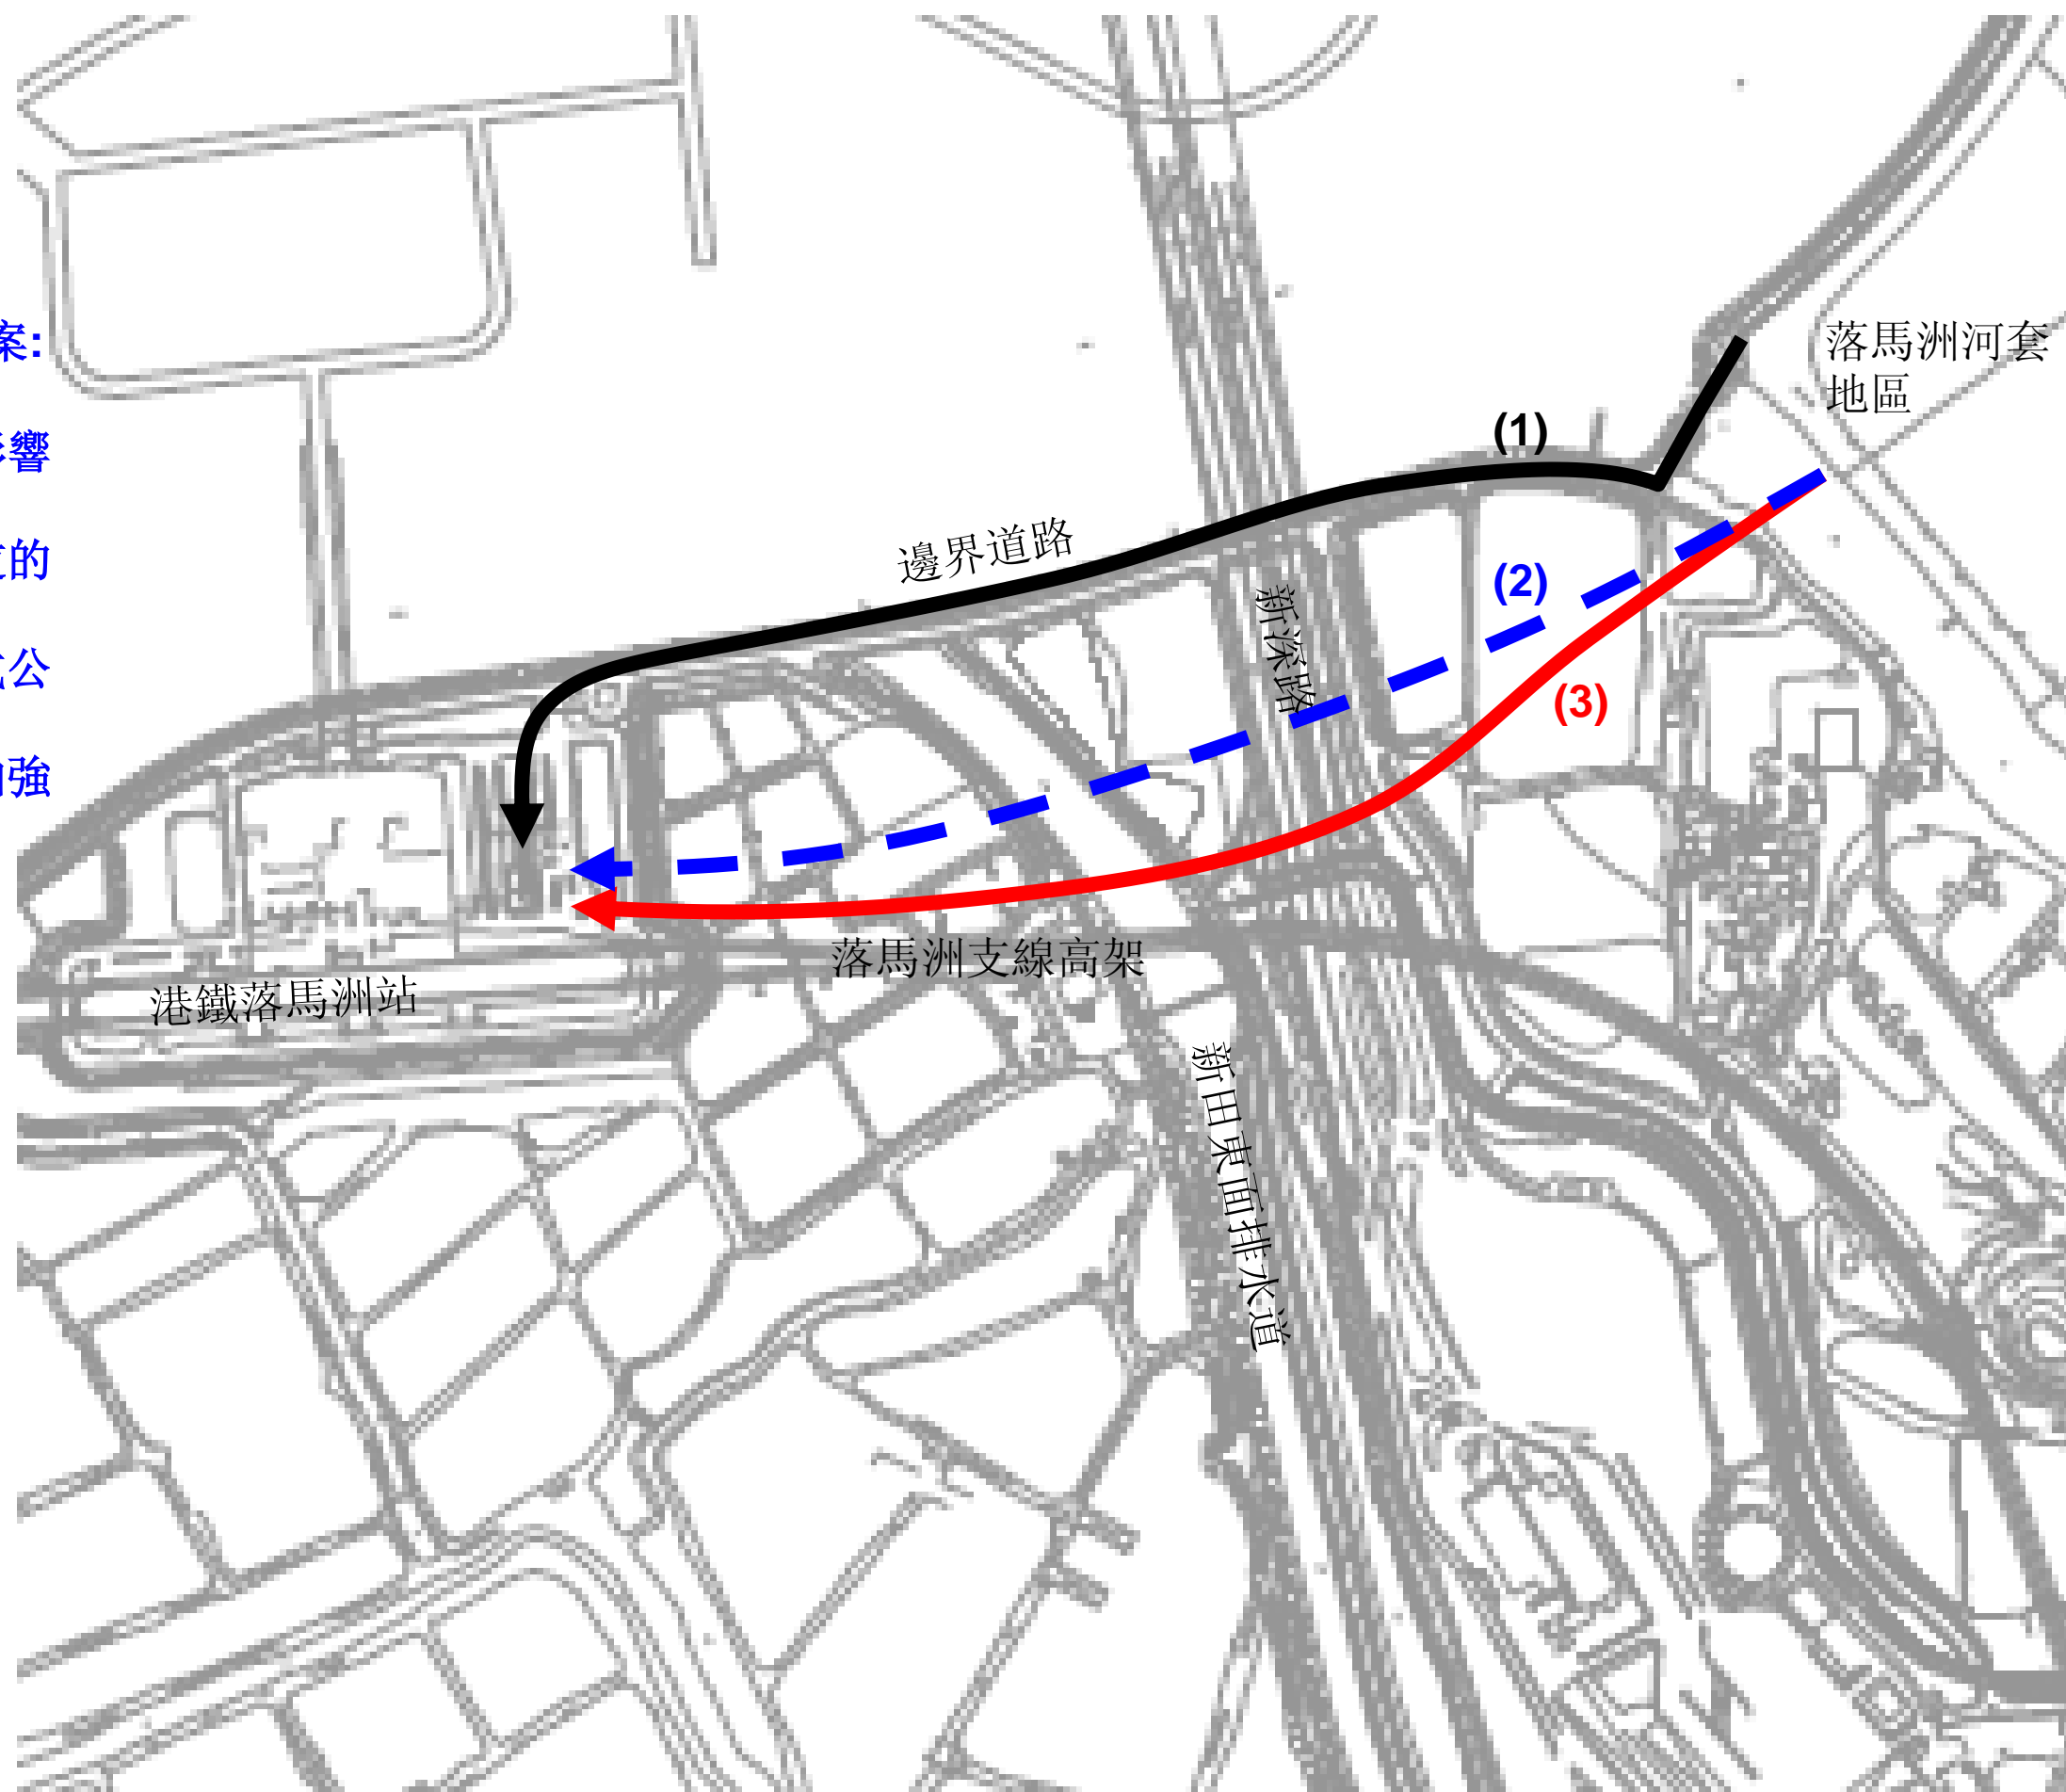 案:
響
的
公
強
落馬洲河套
地區
(1)
邊界道路
(2)
新深路
(3)
落馬洲支線高架
港鐵落馬洲站
新田東面排水道